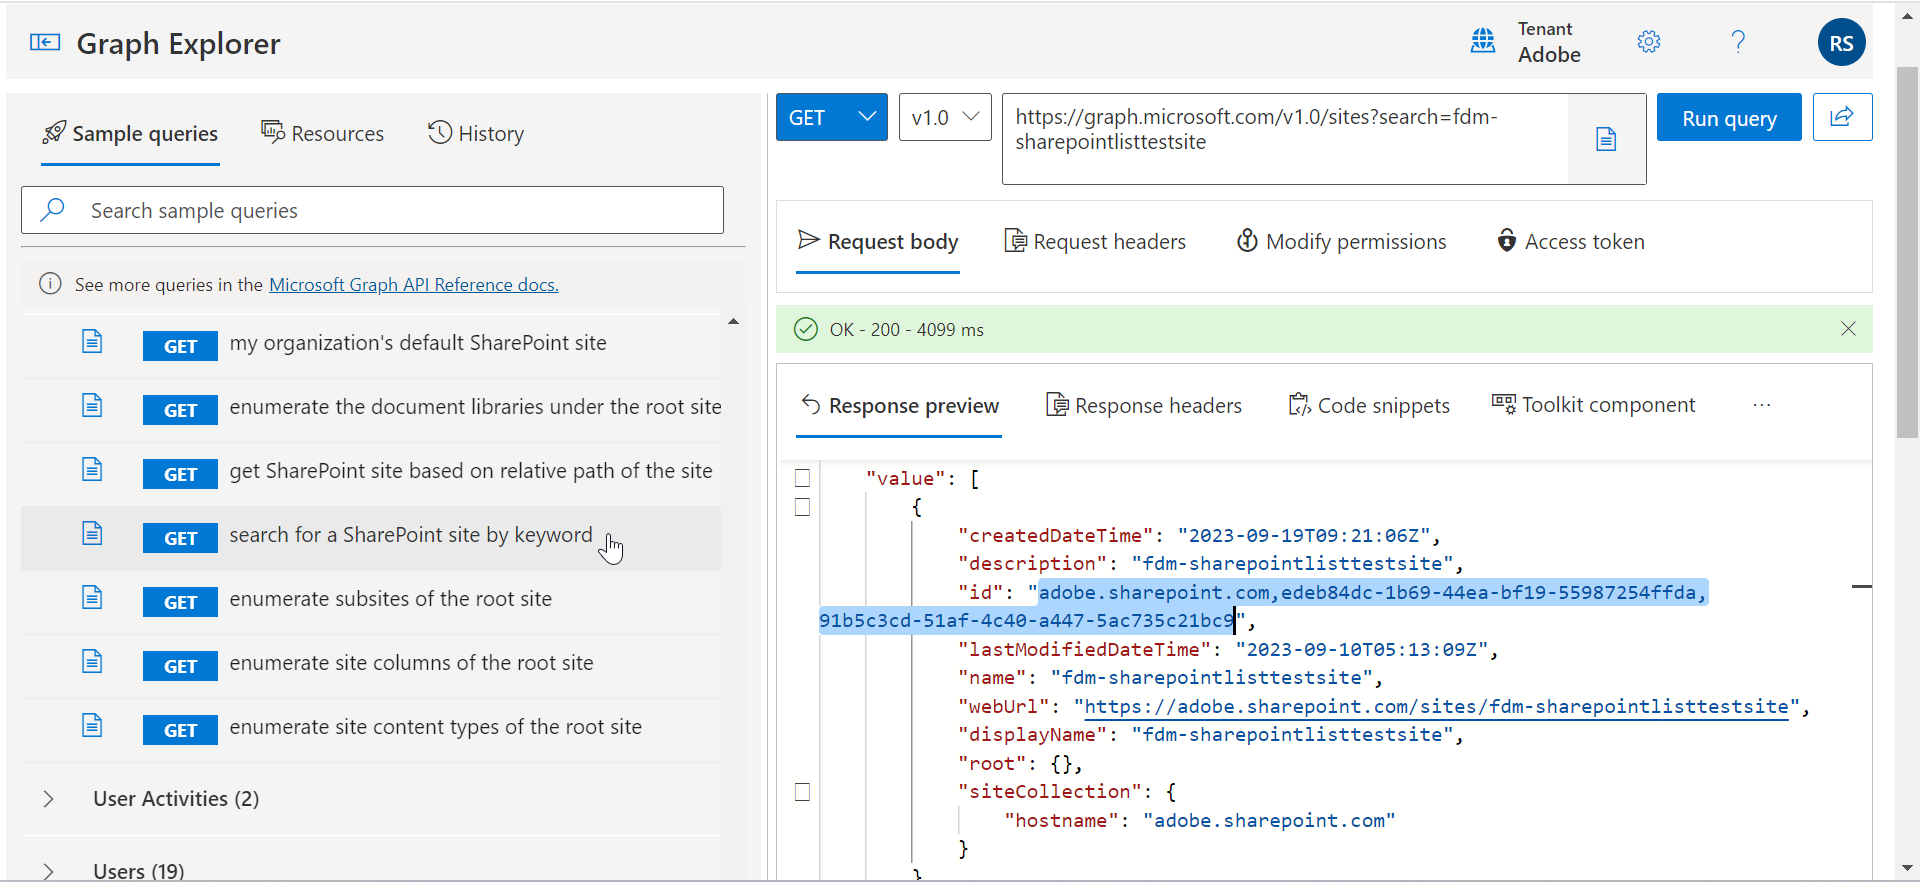 Graph Explorer
Tenant
Adobe
?
RS
Sample queries
Resources
History
Search sample queries
See more queries in the Microsoft Graph API Reference docs.
GET my organization's default SharePoint site
GET enumerate the document libraries under the root site
GET get SharePoint site based on relative path of the site
GET search for a SharePoint site by keyword
GET enumerate subsites of the root site
GET enumerate site columns of the root site
GET enumerate site content types of the root site
User Activities (2)
Users (19)
GET
v1.0
https://graph.microsoft.com/v1.0/sites?search=fdm-
sharepointlisttestsite
Run query
Request body
Request headers
Modify permissions
Access token
OK - 200 - 4099 ms
Response preview
Response headers
Code snippets
Toolkit component
...
"value": [
{
"createdDateTime": "2023-09-19T09:21:06Z",
"description": "fdm-sharepointlisttestsite",
"id": "adobe.sharepoint.com,edeb84dc-1b69-44ea-bf19-55987254ffda,
91b5c3cd-51af-4c40-a447-5ac735c21bc9",
"lastModifiedDateTime": "2023-09-10T05:13:09Z",
"name": "fdm-sharepointlisttestsite",
"webUrl": "https://adobe.sharepoint.com/sites/fdm-sharepointlisttestsite",
"displayName": "fdm-sharepointlisttestsite",
"root": {},
"siteCollection": {
"hostname": "adobe.sharepoint.com"
}
}